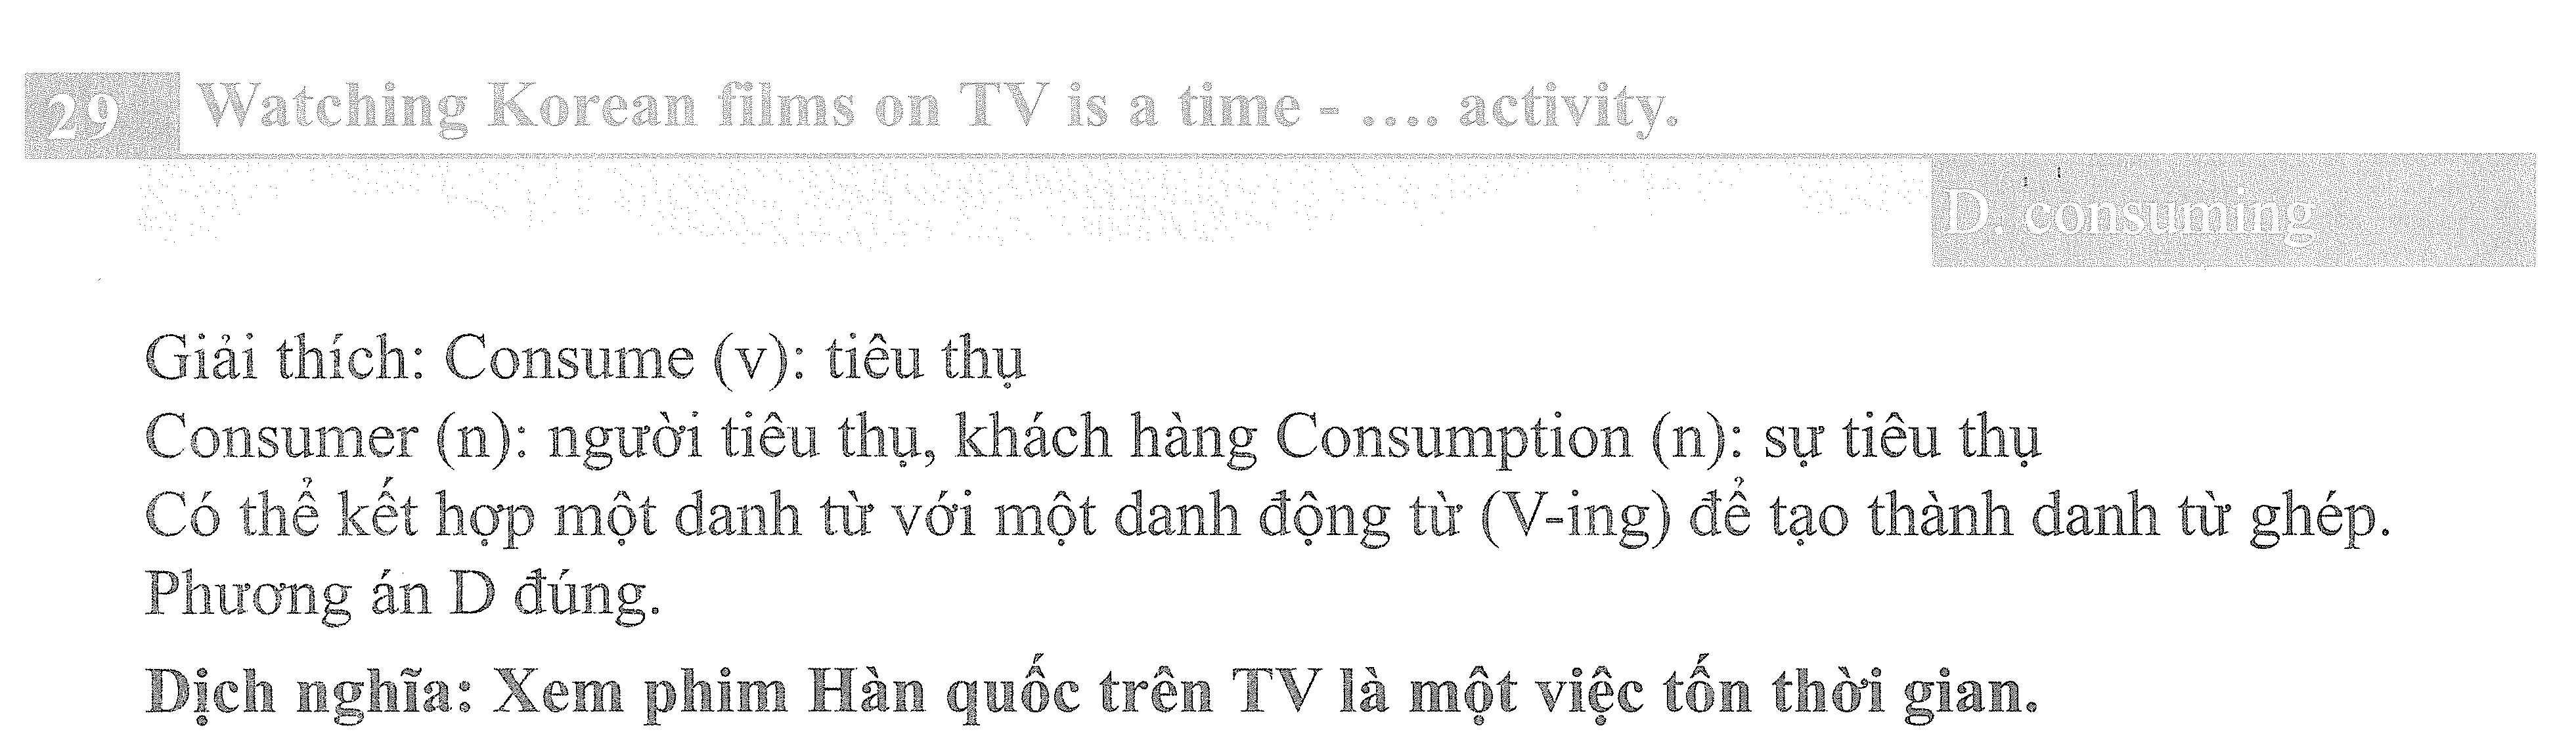 29 Watching Korean films on TV is a time - .... activity.
D. consuming
Giải thích: Consume (v): tiêu thụ
Consumer (n): người tiêu thụ, khách hàng Consumption (n): sự tiêu thụ
Có thể kết hợp một danh từ với một danh động từ (V-ing) để tạo thành danh từ ghép.
Phương án D đúng.
Dịch nghĩa: Xem phim Hàn quốc trên TV là một việc tốn thời gian.